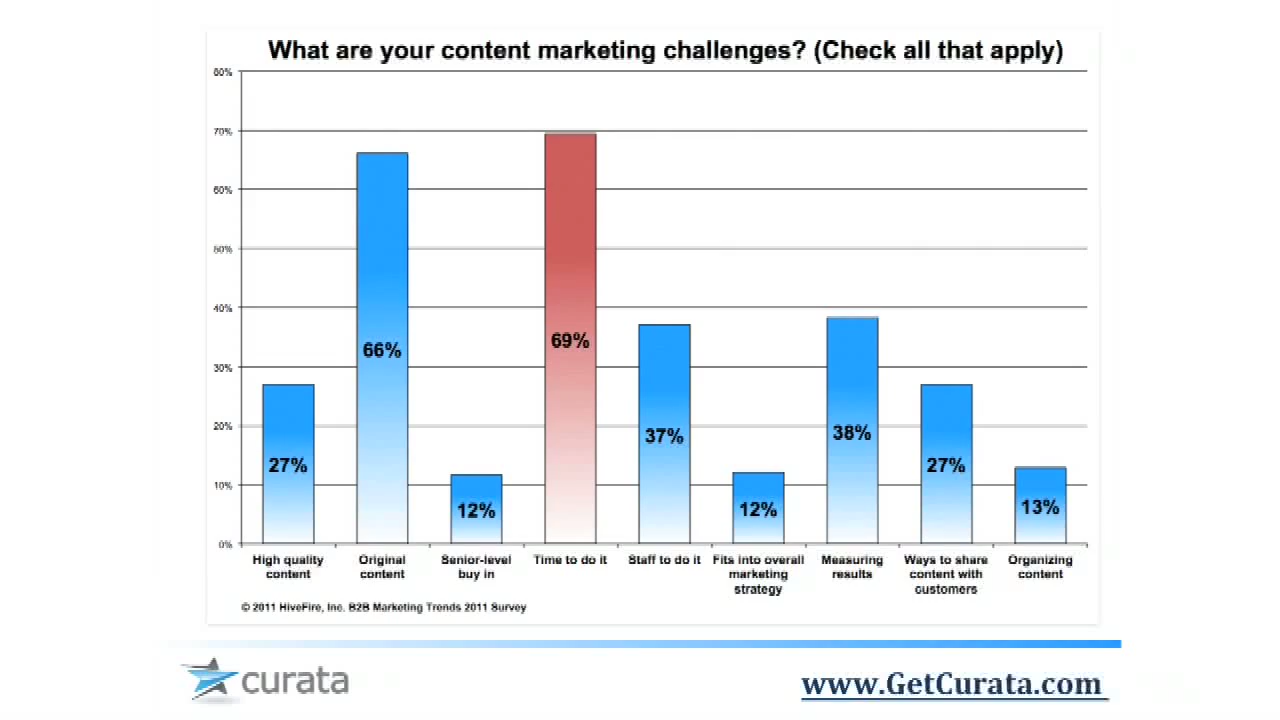 What are your content marketing challenges? (Check all that apply)
80%
70%
60%
50%
40%
30%
20%
10%
0%
27%
66%
12%
69%
37%
12%
38%
27%
13%
High quality
content
Original
content
Senior-level
buy in
Time to do it
Staff to do it
Fits into overall
marketing
strategy
Measuring
results
Ways to share
content with
customers
Organizing
content
© 2011 HiveFire, Inc. B2B Marketing Trends 2011 Survey
curata
www.GetCurata.com